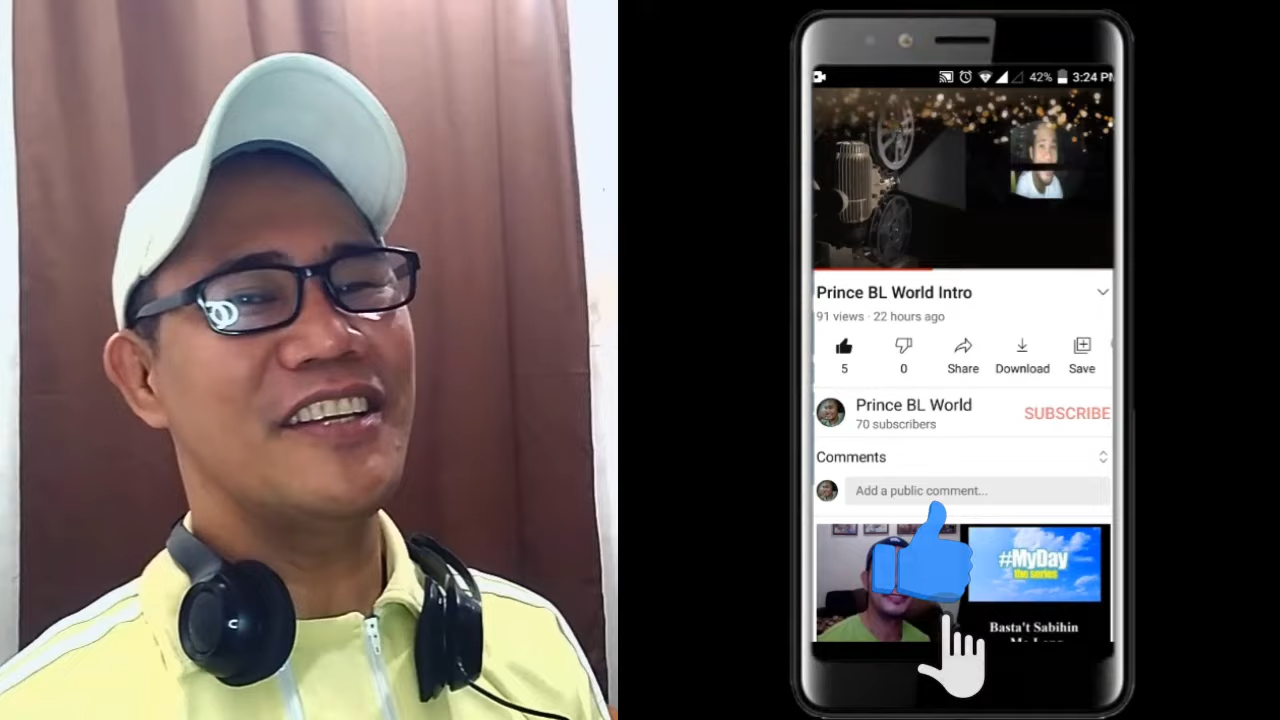 42% 3:24 PM
Prince BL World Intro
91 views · 22 hours ago
5
0
Share
Download
Save
Prince BL World
70 subscribers
SUBSCRIBE
Comments
Add a public comment...
#MyDay
the series
Basta't Sabihin